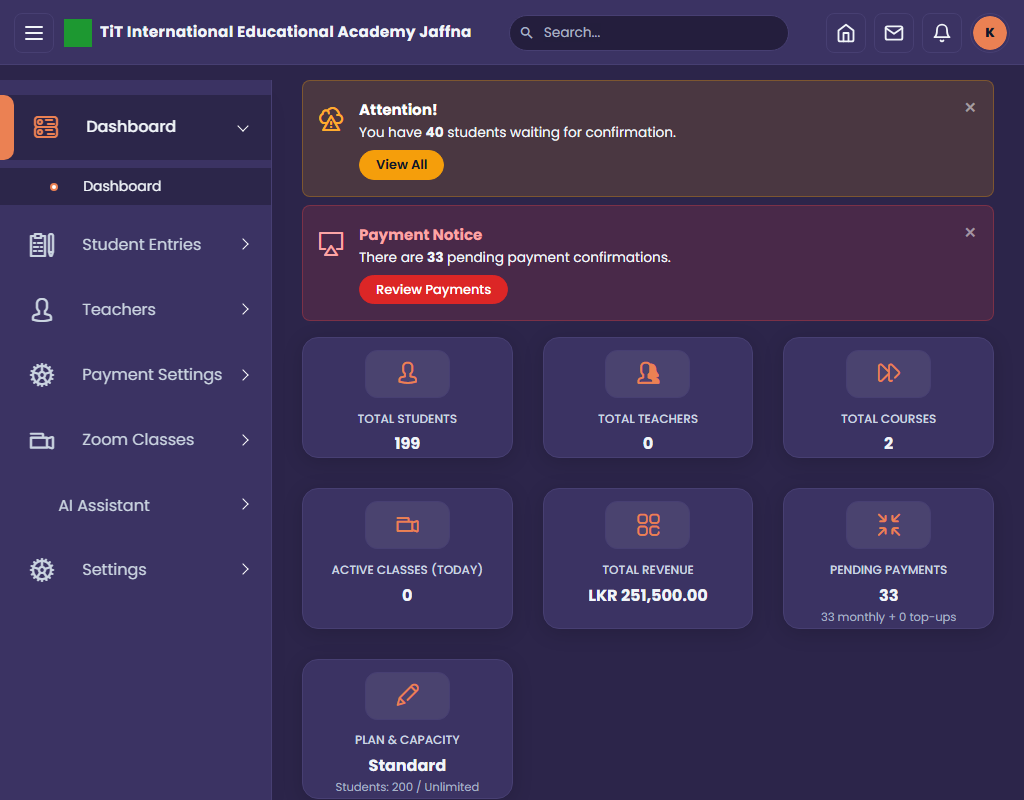 TiT International Educational Academy Jaffna
Search...
K
Dashboard
Dashboard
Student Entries
Teachers
Payment Settings
Zoom Classes
AI Assistant
Settings
Attention!
You have 40 students waiting for confirmation.
View All
Payment Notice
There are 33 pending payment confirmations.
Review Payments
TOTAL STUDENTS
199
TOTAL TEACHERS
0
TOTAL COURSES
2
ACTIVE CLASSES (TODAY)
0
TOTAL REVENUE
LKR 251,500.00
PENDING PAYMENTS
33
33 monthly + 0 top-ups
PLAN & CAPACITY
Standard
Students: 200 / Unlimited